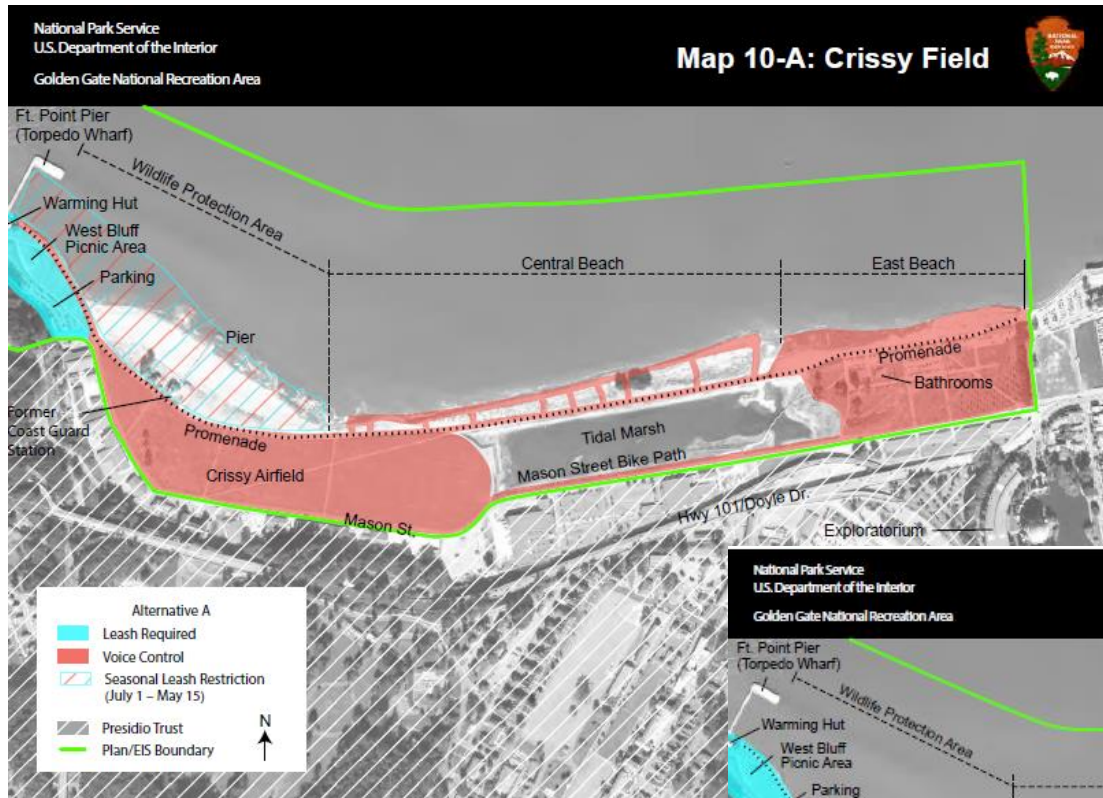 National Park Service
U.S. Department of the Interior
Golden Gate National Recreation Area
Map 10-A: Crissy Field
NATIONAL
PARK
SERVICE
Ft. Point Pier
(Torpedo Wharf)
Wildlife Protection Area
Warming Hut
West Bluff
Picnic Area
Parking
Central Beach
East Beach
Pier
Promenade
Bathrooms
Former
Coast Guard
Station
Promenade
Tidal Marsh
Crissy Airfield
Mason Street Bike Path
Mason St.
Hwy 101/Doyle Dr.
Exploratorium
Alternative A
Leash Required
Voice Control
Seasonal Leash Restriction
(July 1 – May 15)
Presidio Trust
Plan/EIS Boundary
N
National Park Service
U.S. Department of the Interior
Golden Gate National Recreation Area
Ft. Point Pier
(Torpedo Wharf)
Wildlife Protection Area
Warming Hut
West Bluff
Picnic Area
Parking